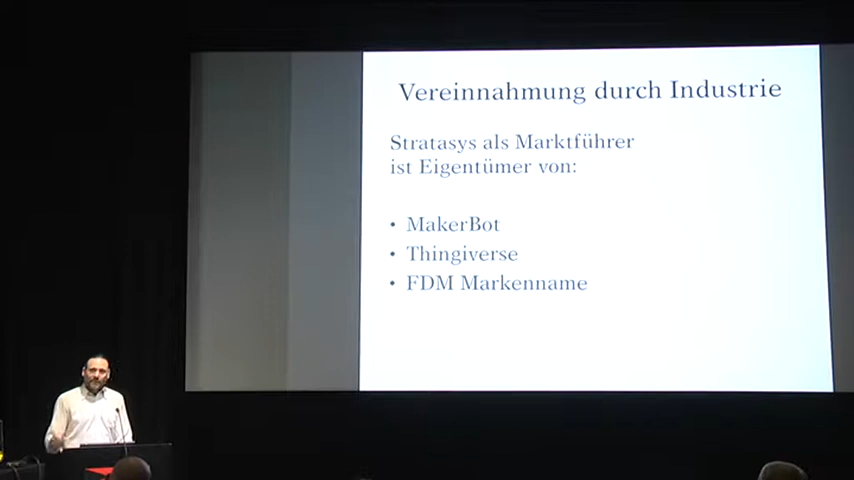 Vereinnahmung durch Industrie
Stratasys als Marktführer
ist Eigentümer von:
• MakerBot
• Thingiverse
• FDM Markenname